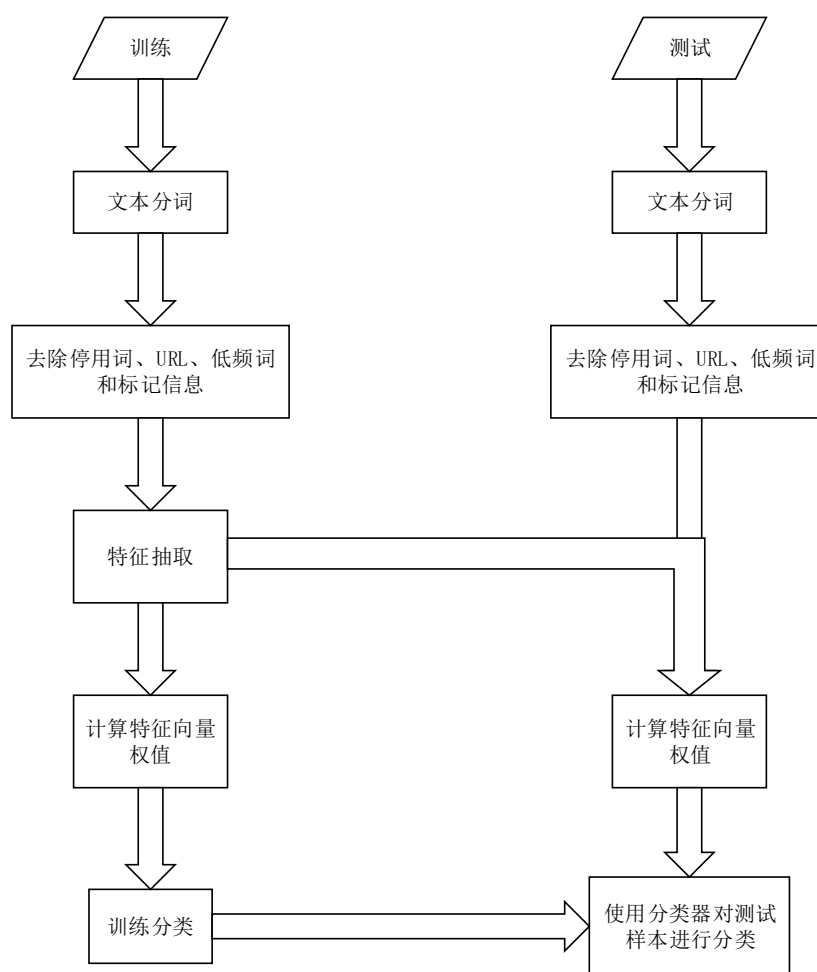 训练
测试
文本分词
文本分词
去除停用词、URL、低频词
和标记信息
去除停用词、URL、低频词
和标记信息
特征抽取
计算特征向量
权值
计算特征向量
权值
训练分类
使用分类器对测试
样本进行分类